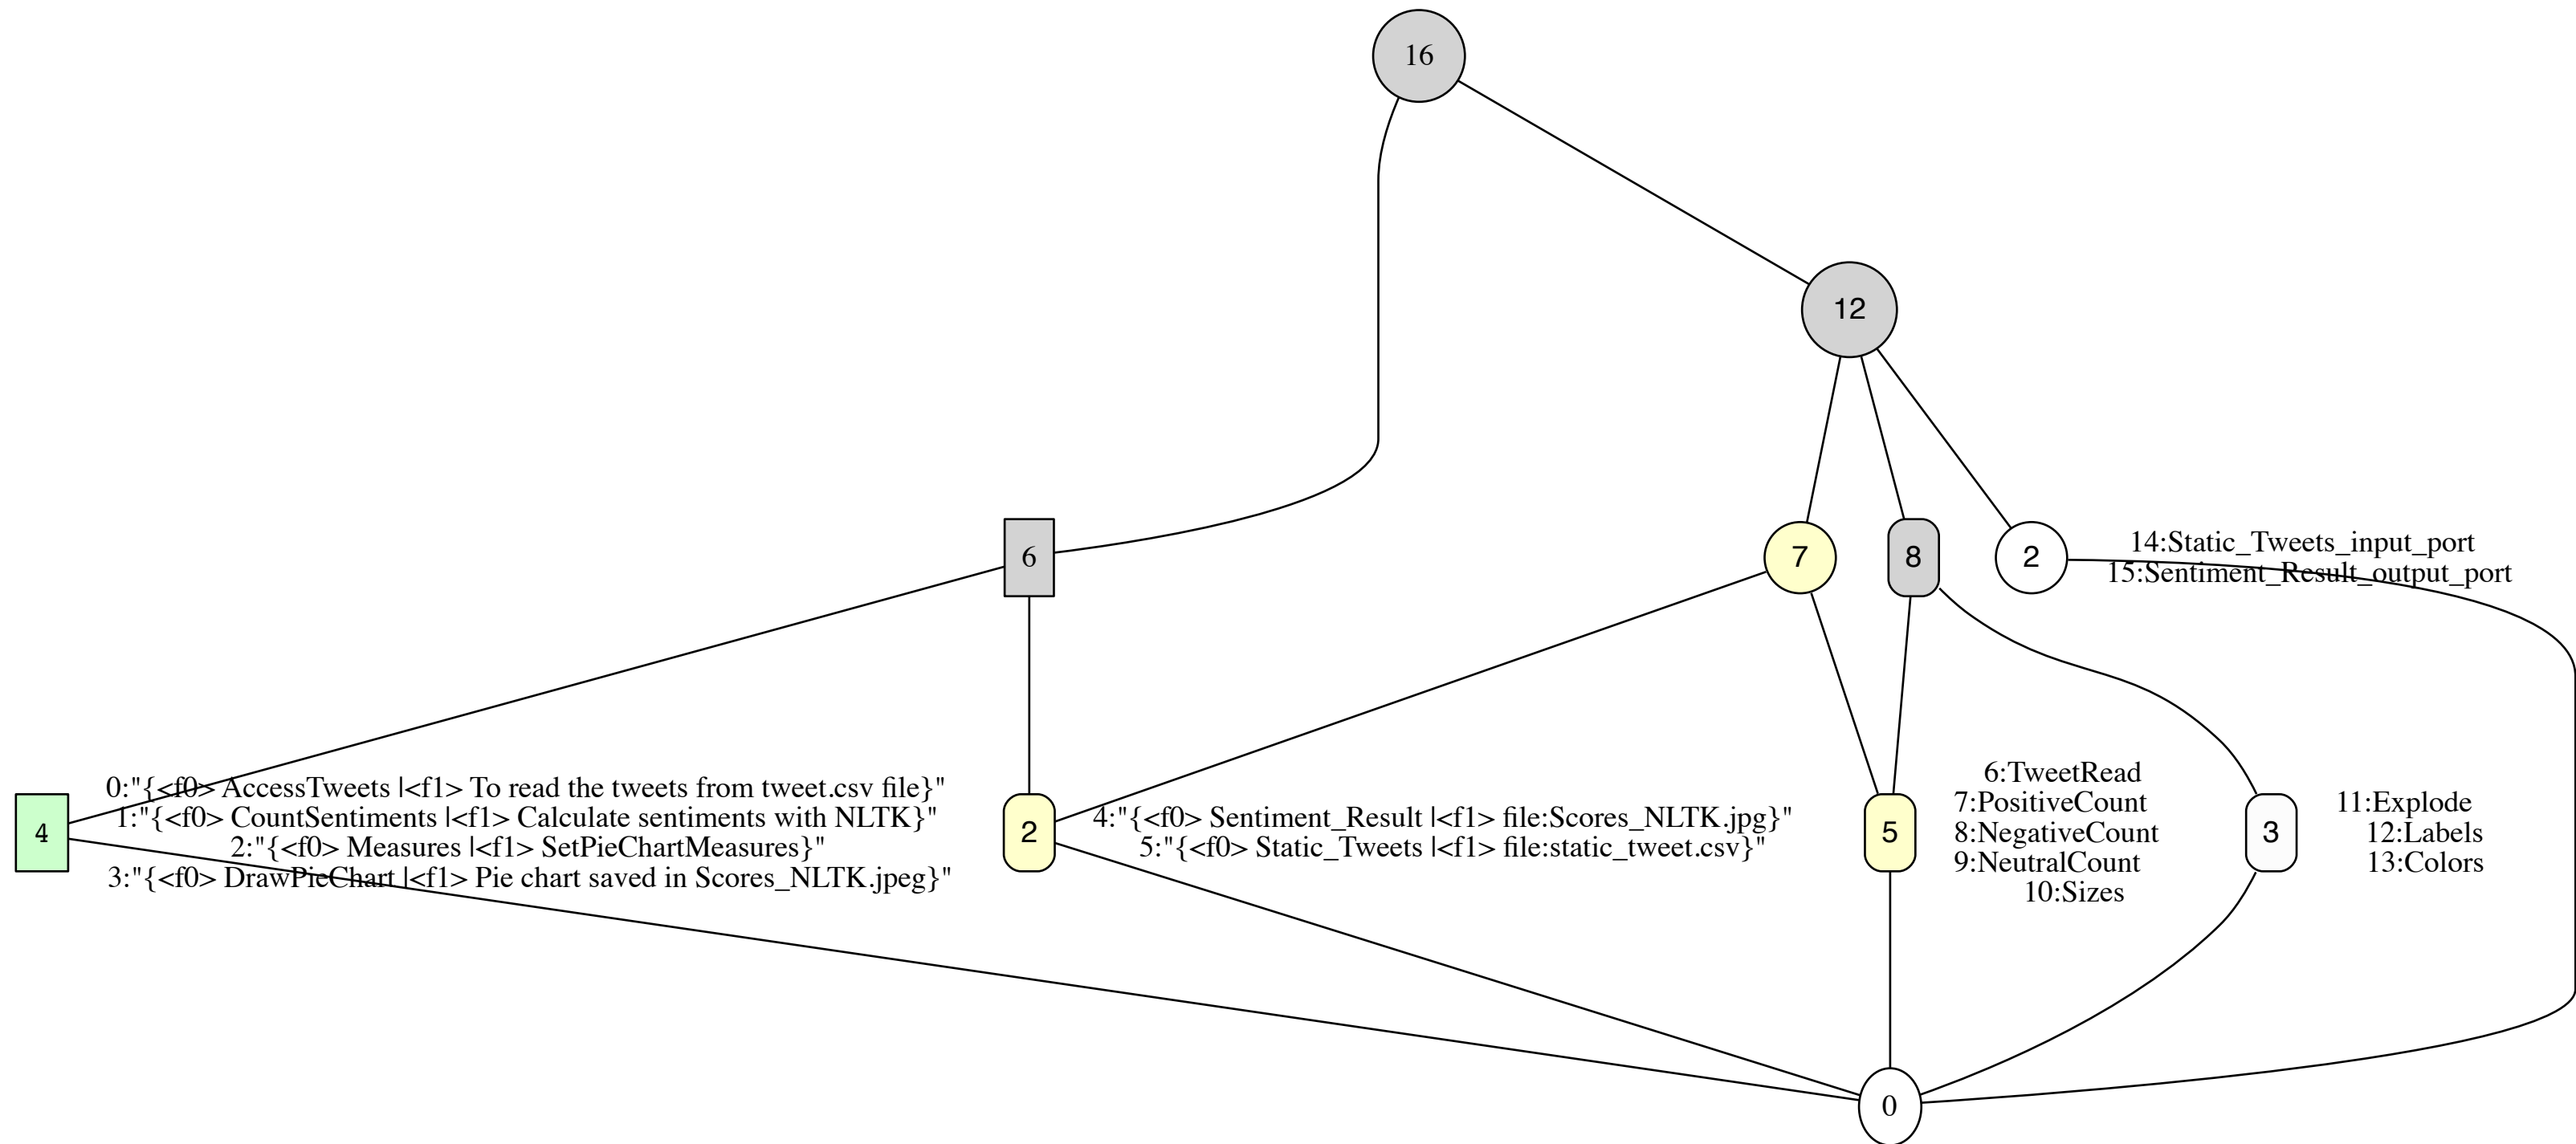 16
12
6
7
8
2
14:Static_Tweets_input_port
15:Sentiment_Result_output_port
4
0:"{<f0> AccessTweets |<f1> To read the tweets from tweet.csv file}"
1:"{<f0> CountSentiments |<f1> Calculate sentiments with NLTK}"
2:"{<f0> Measures |<f1> SetPieChartMeasures}"
3:"{<f0> DrawPieChart |<f1> Pie chart saved in Scores_NLTK.jpeg}"
2
4:"{<f0> Sentiment_Result |<f1> file:Scores_NLTK.jpg}"
5:"{<f0> Static_Tweets |<f1> file:static_tweet.csv}"
5
6:TweetRead
7:PositiveCount
8:NegativeCount
9:NeutralCount
10:Sizes
3
11:Explode
12:Labels
13:Colors
0